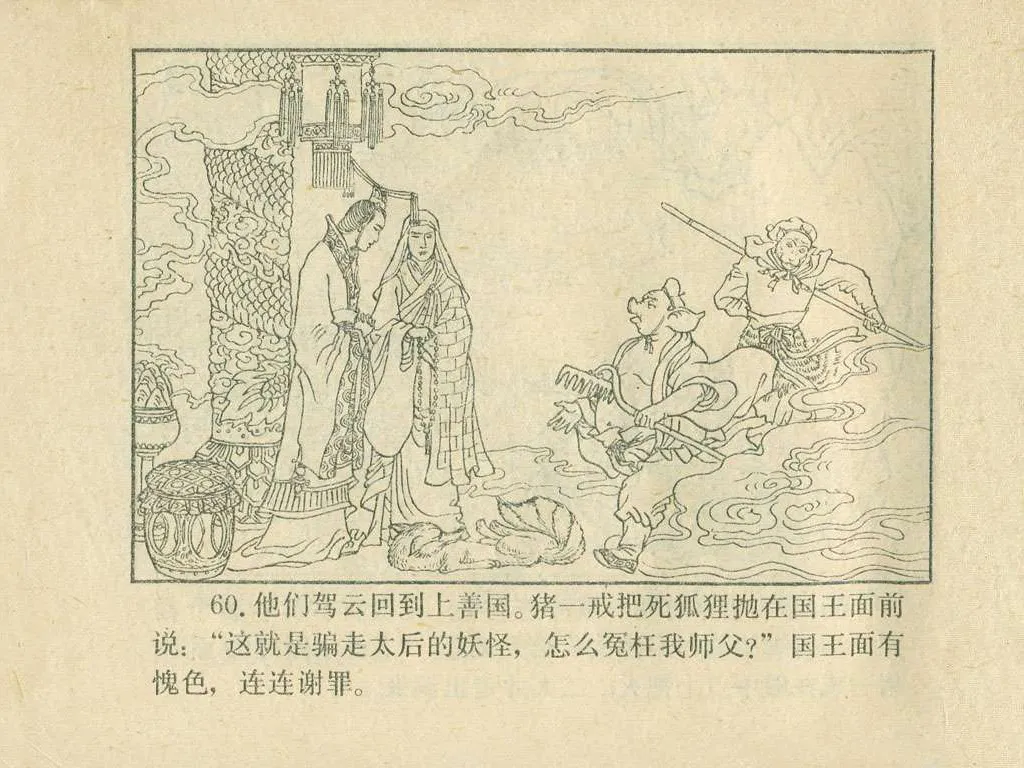 60.他们驾云回到上善国。猪一戒把死狐狸抛在国王面前
说：“这就是骗走太后的妖怪，怎么冤枉我师父？”国王面有
愧色，连连谢罪。